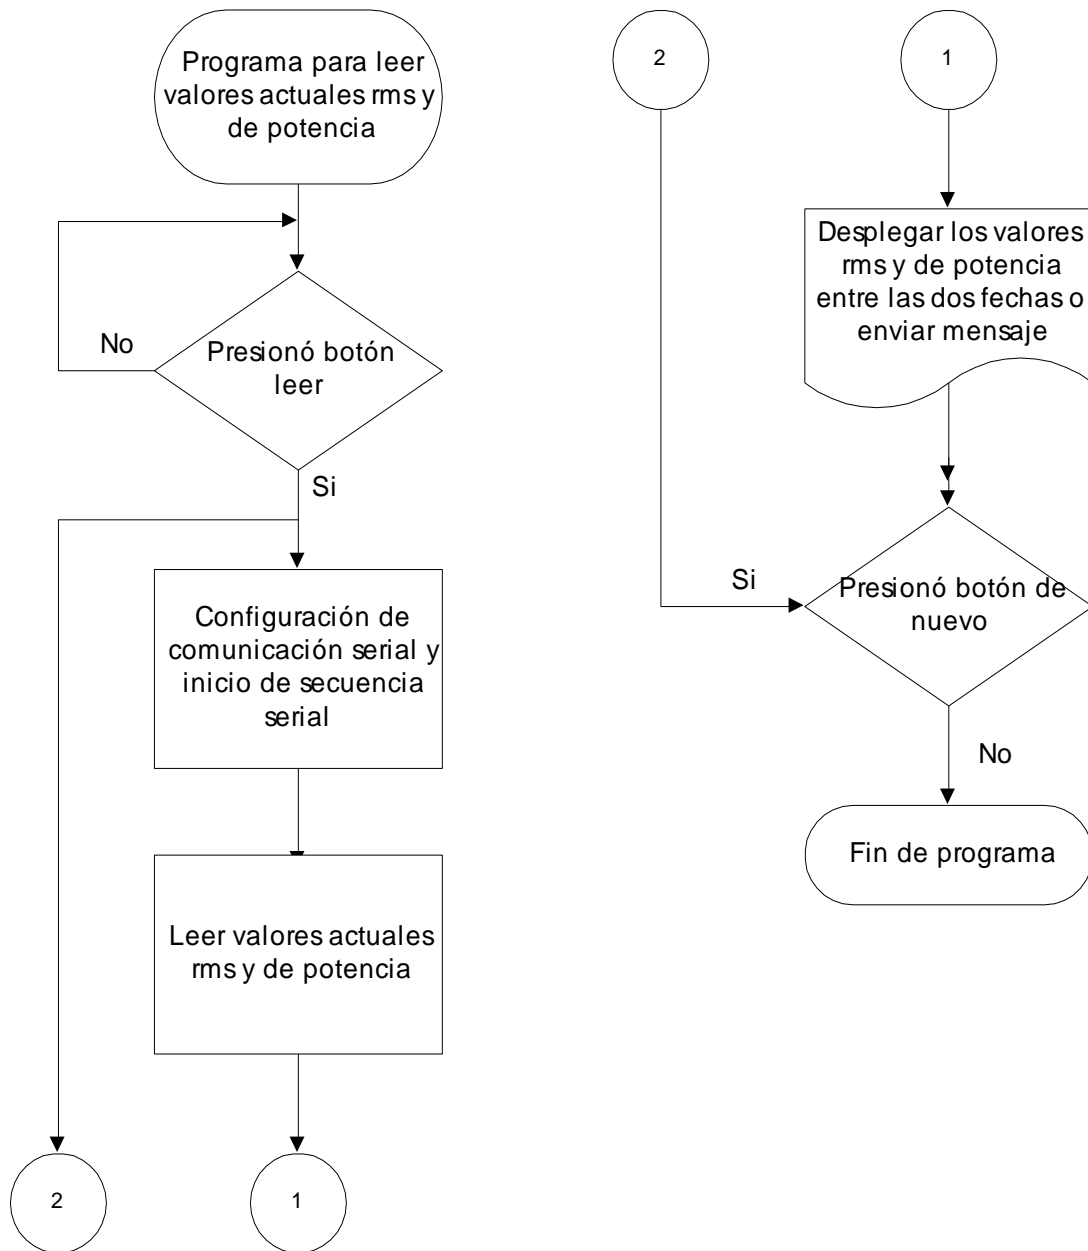 Programa para leer
valores actuales rms y
de potencia
No
Presionó botón
leer
Si
Configuración de
comunicación serial y
inicio de secuencia
serial
Leer valores actuales
rms y de potencia
2
1
2
1
Desplegar los valores
rms y de potencia
entre las dos fechas o
enviar mensaje
Si
Presionó botón de
nuevo
No
Fin de programa